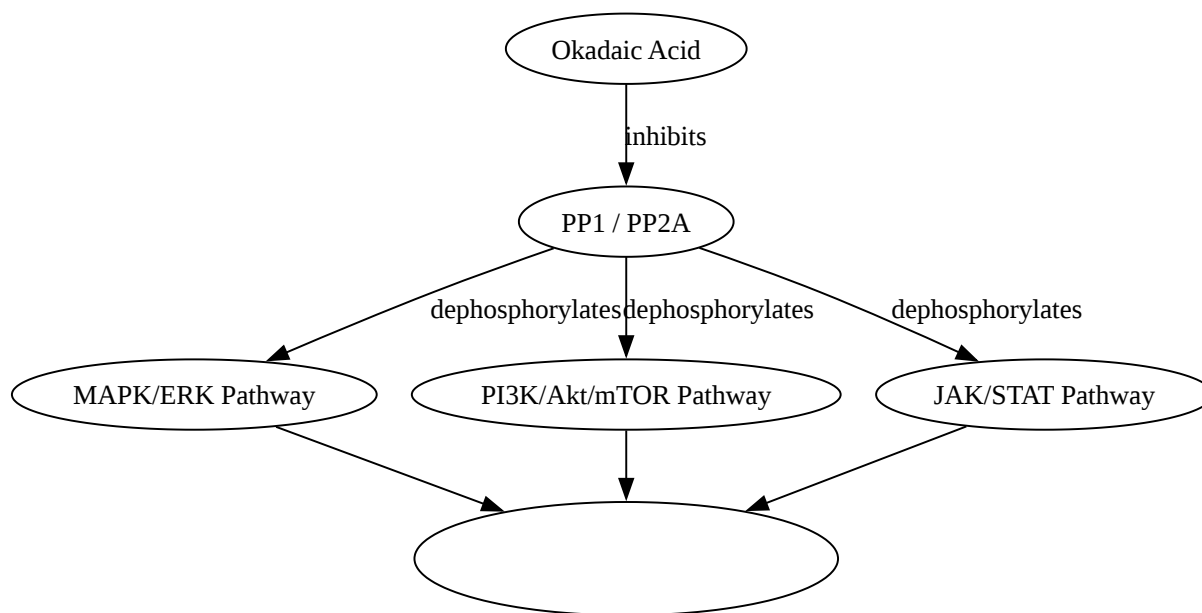 Okadaic Acid
inhibits
PP1 / PP2A
dephosphorylates
dephosphorylates
dephosphorylates
MAPK/ERK Pathway
PI3K/Akt/mTOR Pathway
JAK/STAT Pathway